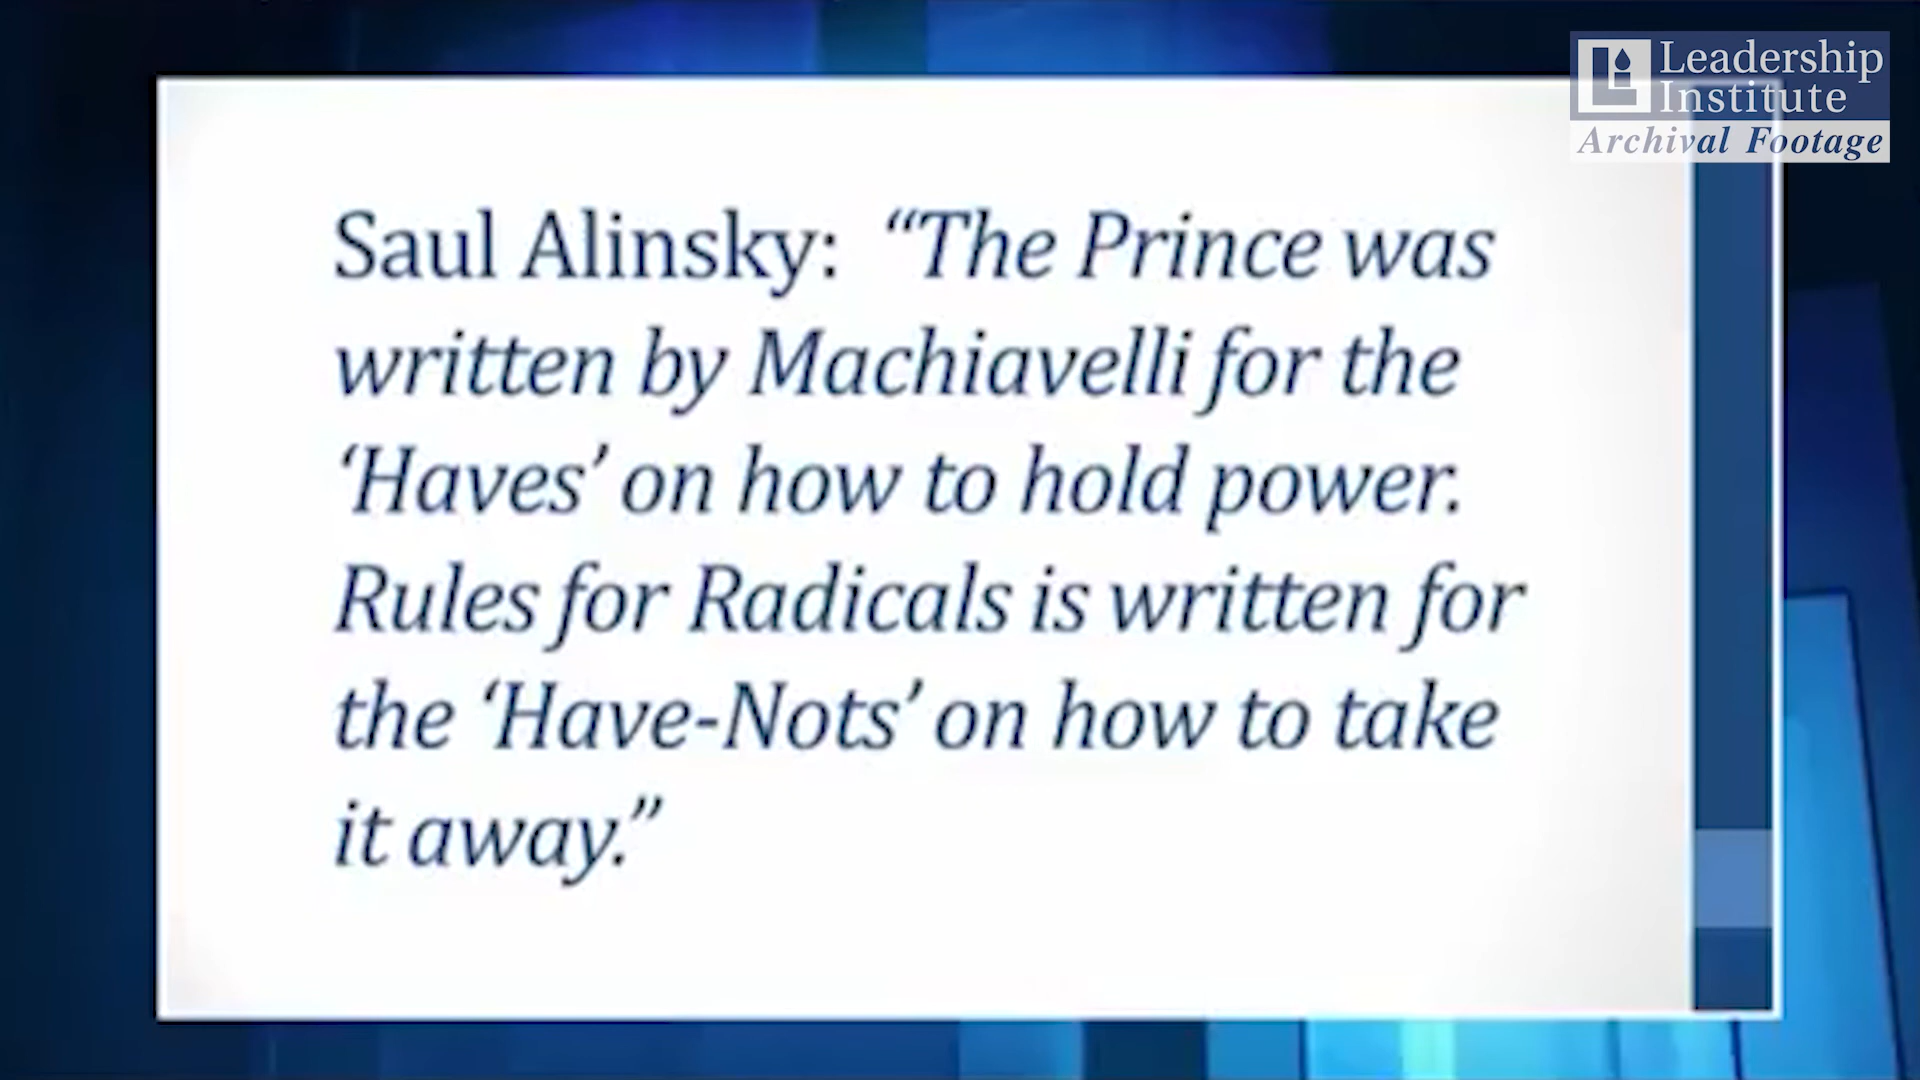 Leadership
Institute
Archival Footage
Saul Alinsky: “The Prince was
written by Machiavelli for the
‘Haves’ on how to hold power.
Rules for Radicals is written for
the ‘Have-Nots’ on how to take
it away.”